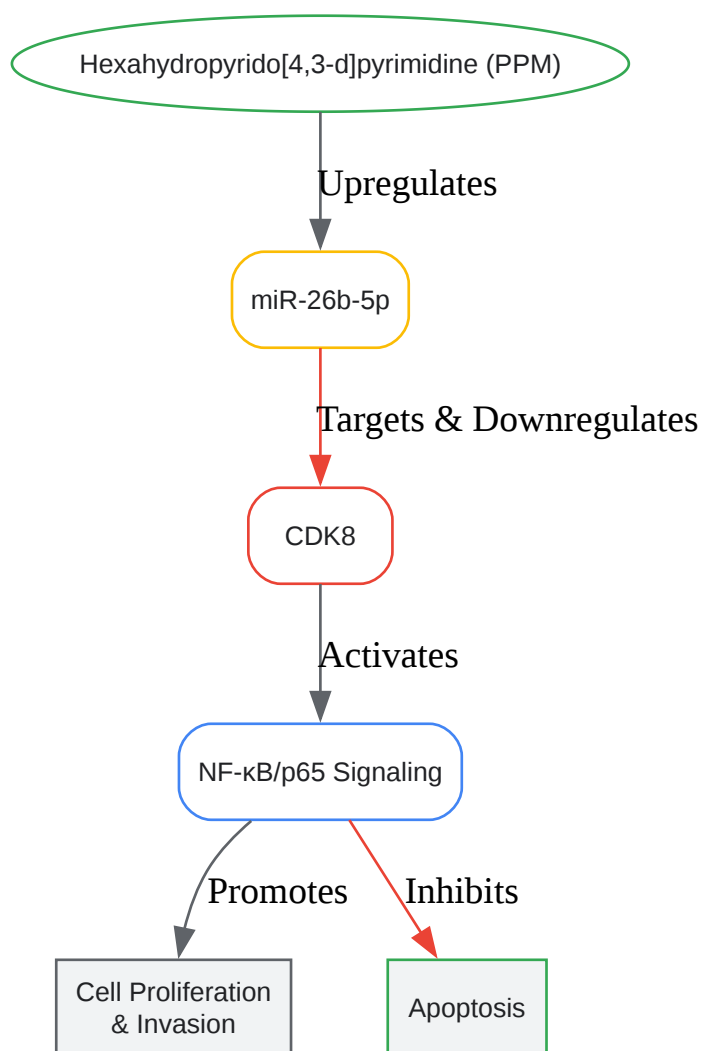 Hexahydropyrido[4,3-d]pyrimidine (PPM)
Upregulates
miR-26b-5p
Targets & Downregulates
CDK8
Activates
NF-κB/p65 Signaling
Promotes
Inhibits
Cell Proliferation
& Invasion
Apoptosis